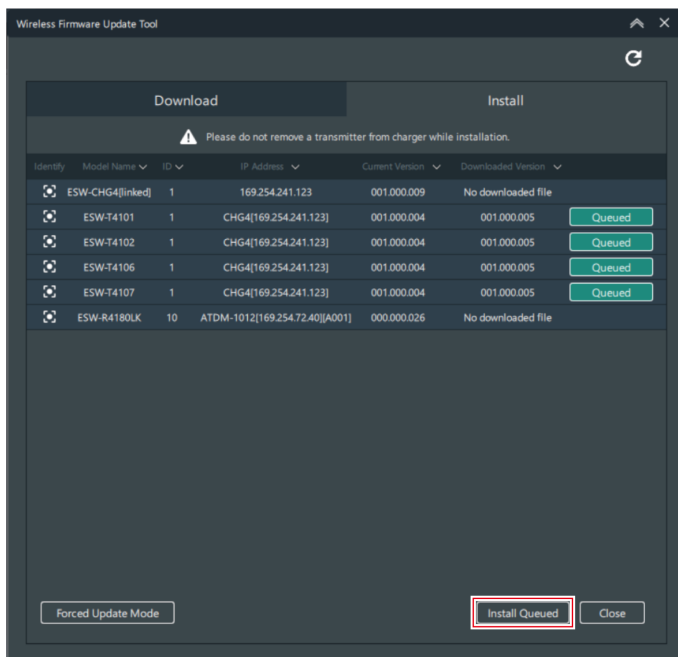 Wireless Firmware Update Tool
Download Install
Please do not remove a transmitter from charger while installation.
Identify Model Name ID IP Address Current Version Downloaded Version
ESW-CHG4[linked] 1 169.254.241.123 001.000.009 No downloaded file
ESW-T4101 1 CHG4[169.254.241.123] 001.000.004 001.000.005 Queued
ESW-T4102 1 CHG4[169.254.241.123] 001.000.004 001.000.005 Queued
ESW-T4106 1 CHG4[169.254.241.123] 001.000.004 001.000.005 Queued
ESW-T4107 1 CHG4[169.254.241.123] 001.000.004 001.000.005 Queued
ESW-R4180LK 10 ATDM-1012[169.254.72.40][A001] 000.000.026 No downloaded file
Forced Update Mode Install Queued Close